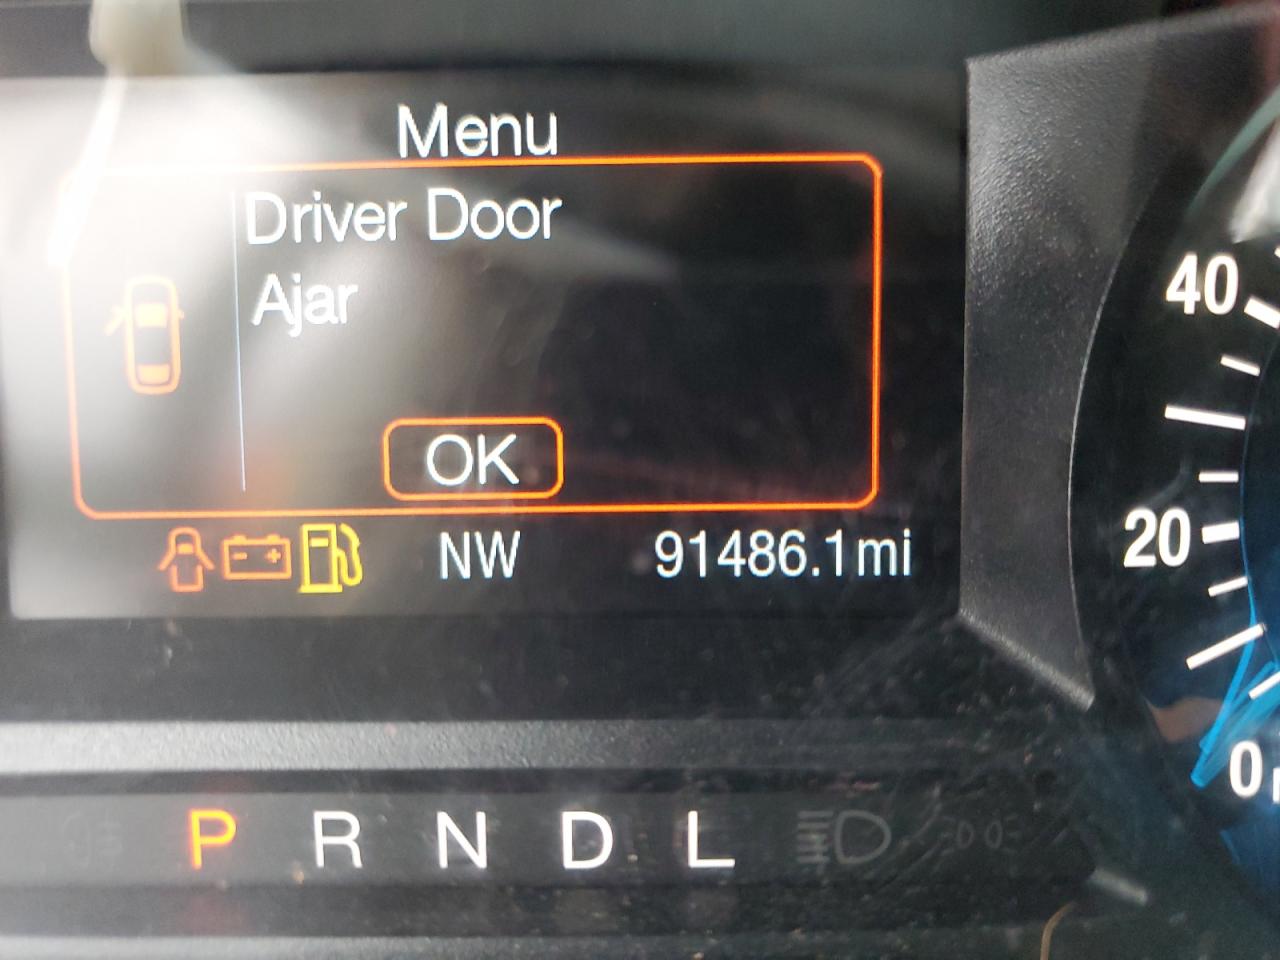 Menu
Driver Door
Ajar
OK
NW 91486.1mi
40
20
0
P R N D L